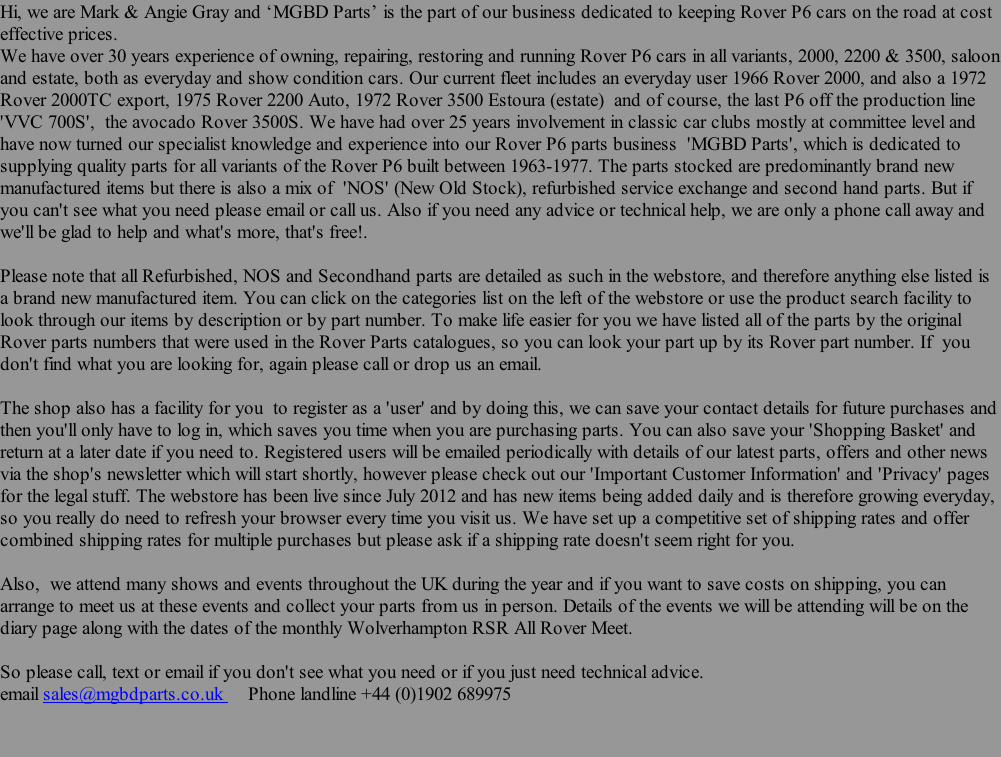 Hi, we are Mark & Angie Gray and ‘MGBD Parts’ is the part of our business dedicated to keeping Rover P6 cars on the road at cost
effective prices.
We have over 30 years experience of owning, repairing, restoring and running Rover P6 cars in all variants, 2000, 2200 & 3500, saloon
and estate, both as everyday and show condition cars. Our current fleet includes an everyday user 1966 Rover 2000, and also a 1972
Rover 2000TC export, 1975 Rover 2200 Auto, 1972 Rover 3500 Estoura (estate)  and of course, the last P6 off the production line
'VVC 700S',  the avocado Rover 3500S. We have had over 25 years involvement in classic car clubs mostly at committee level and
have now turned our specialist knowledge and experience into our Rover P6 parts business  'MGBD Parts', which is dedicated to
supplying quality parts for all variants of the Rover P6 built between 1963-1977. The parts stocked are predominantly brand new
manufactured items but there is also a mix of  'NOS' (New Old Stock), refurbished service exchange and second hand parts. But if
you can't see what you need please email or call us. Also if you need any advice or technical help, we are only a phone call away and
we'll be glad to help and what's more, that's free!.

Please note that all Refurbished, NOS and Secondhand parts are detailed as such in the webstore, and therefore anything else listed is
a brand new manufactured item. You can click on the categories list on the left of the webstore or use the product search facility to
look through our items by description or by part number. To make life easier for you we have listed all of the parts by the original
Rover parts numbers that were used in the Rover Parts catalogues, so you can look your part up by its Rover part number. If  you
don't find what you are looking for, again please call or drop us an email.

The shop also has a facility for you  to register as a 'user' and by doing this, we can save your contact details for future purchases and
then you'll only have to log in, which saves you time when you are purchasing parts. You can also save your 'Shopping Basket' and
return at a later date if you need to. Registered users will be emailed periodically with details of our latest parts, offers and other news
via the shop's newsletter which will start shortly, however please check out our 'Important Customer Information' and 'Privacy' pages
for the legal stuff. The webstore has been live since July 2012 and has new items being added daily and is therefore growing everyday,
so you really do need to refresh your browser every time you visit us. We have set up a competitive set of shipping rates and offer
combined shipping rates for multiple purchases but please ask if a shipping rate doesn't seem right for you.

Also,  we attend many shows and events throughout the UK during the year and if you want to save costs on shipping, you can
arrange to meet us at these events and collect your parts from us in person. Details of the events we will be attending will be on the
diary page along with the dates of the monthly Wolverhampton RSR All Rover Meet.

So please call, text or email if you don't see what you need or if you just need technical advice.
email sales@mgbdparts.co.uk     Phone landline +44 (0)1902 689975